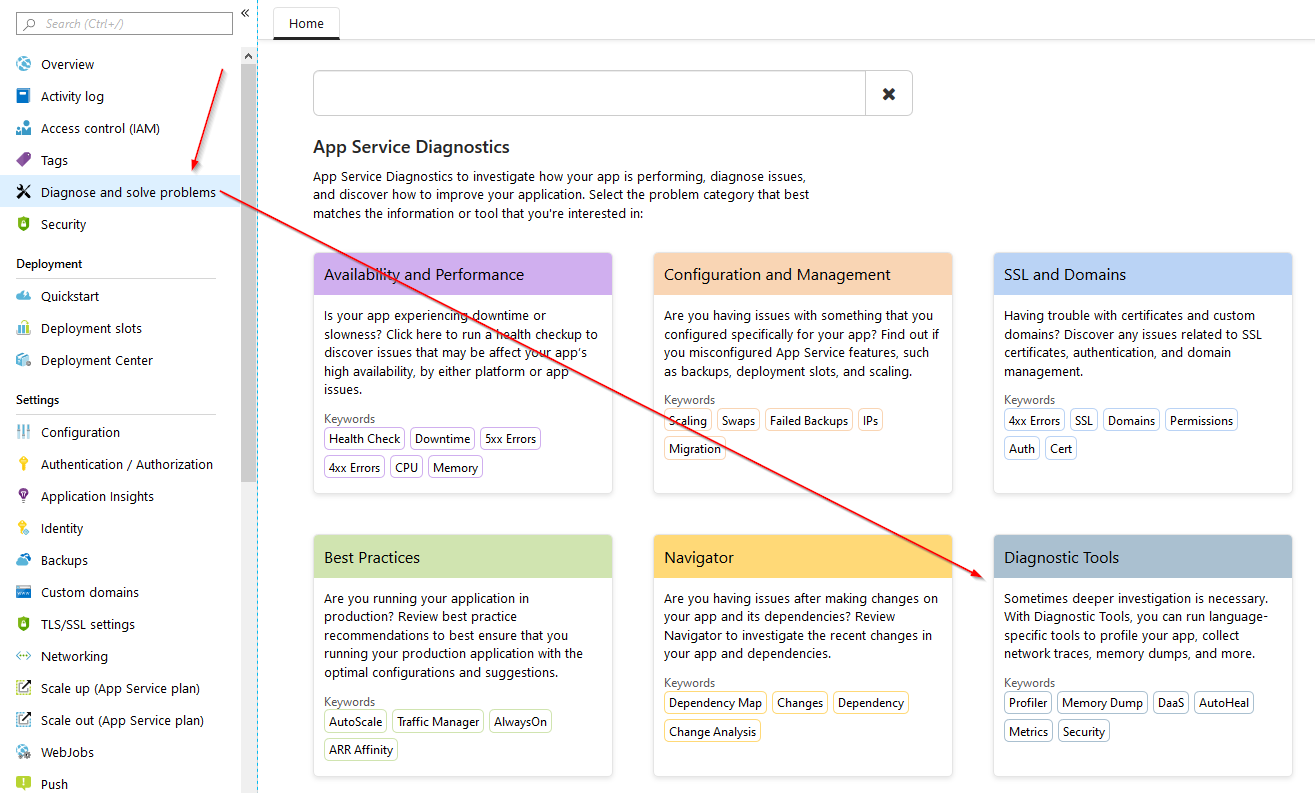 Search (Ctrl+/)
«
Overview
Activity log
Access control (IAM)
Tags
Diagnose and solve problems
Security
Deployment
Quickstart
Deployment slots
Deployment Center
Settings
Configuration
Authentication / Authorization
Application Insights
Identity
Backups
Custom domains
TLS/SSL settings
Networking
Scale up (App Service plan)
Scale out (App Service plan)
WebJobs
Push
Home
App Service Diagnostics
App Service Diagnostics to investigate how your app is performing, diagnose issues,
and discover how to improve your application. Select the problem category that best
matches the information or tool that you're interested in:
Availability and Performance
Is your app experiencing downtime or
slowness? Click here to run a health checkup to
discover issues that may be affect your app's
high availability, by either platform or app
issues.
Keywords
Health Check Downtime 5xx Errors
4xx Errors CPU Memory
Configuration and Management
Are you having issues with something that you
configured specifically for your app? Find out if
you misconfigured App Service features, such
as backups, deployment slots, and scaling.
Keywords
Scaling Swaps Failed Backups IPs
Migration
SSL and Domains
Having trouble with certificates and custom
domains? Discover any issues related to SSL
certificates, authentication, and domain
management.
Keywords
4xx Errors SSL Domains Permissions
Auth Cert
Best Practices
Are you running your application in
production? Review best practice
recommendations to best ensure that you
running your production application with the
optimal configurations and suggestions.
Keywords
AutoScale Traffic Manager AlwaysOn
ARR Affinity
Navigator
Are you having issues after making changes on
your app and its dependencies? Review
Navigator to investigate the recent changes in
your app and dependencies.
Keywords
Dependency Map Changes Dependency
Change Analysis
Diagnostic Tools
Sometimes deeper investigation is necessary.
With Diagnostic Tools, you can run language-
specific tools to profile your app, collect
network traces, memory dumps, and more.
Keywords
Profiler Memory Dump DaaS AutoHeal
Metrics Security